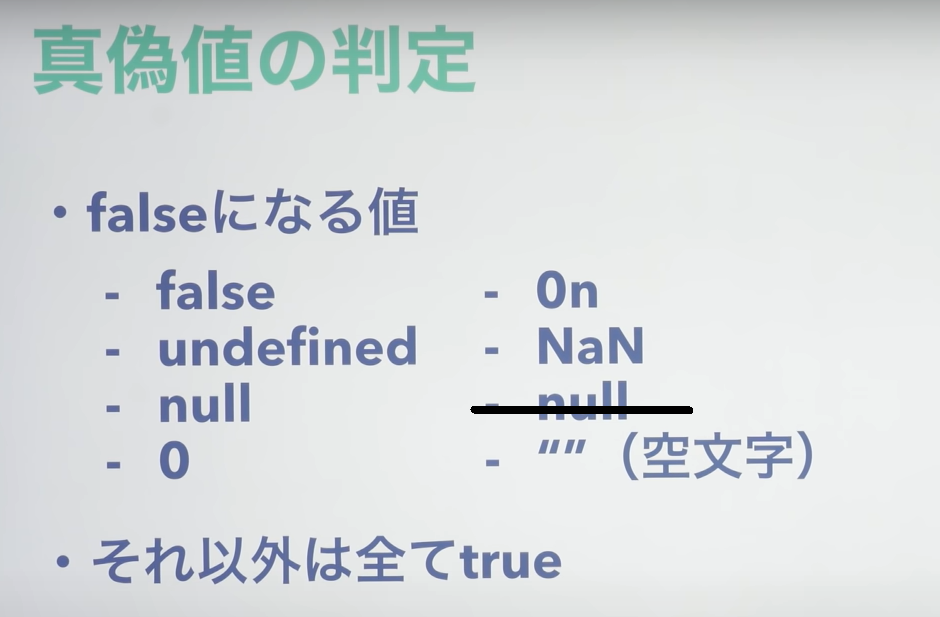 真偽値の判定
・falseになる値
- false
- undefined
- null
- 0
- 0n
- NaN
- null
- “” （空文字）
・それ以外は全てtrue